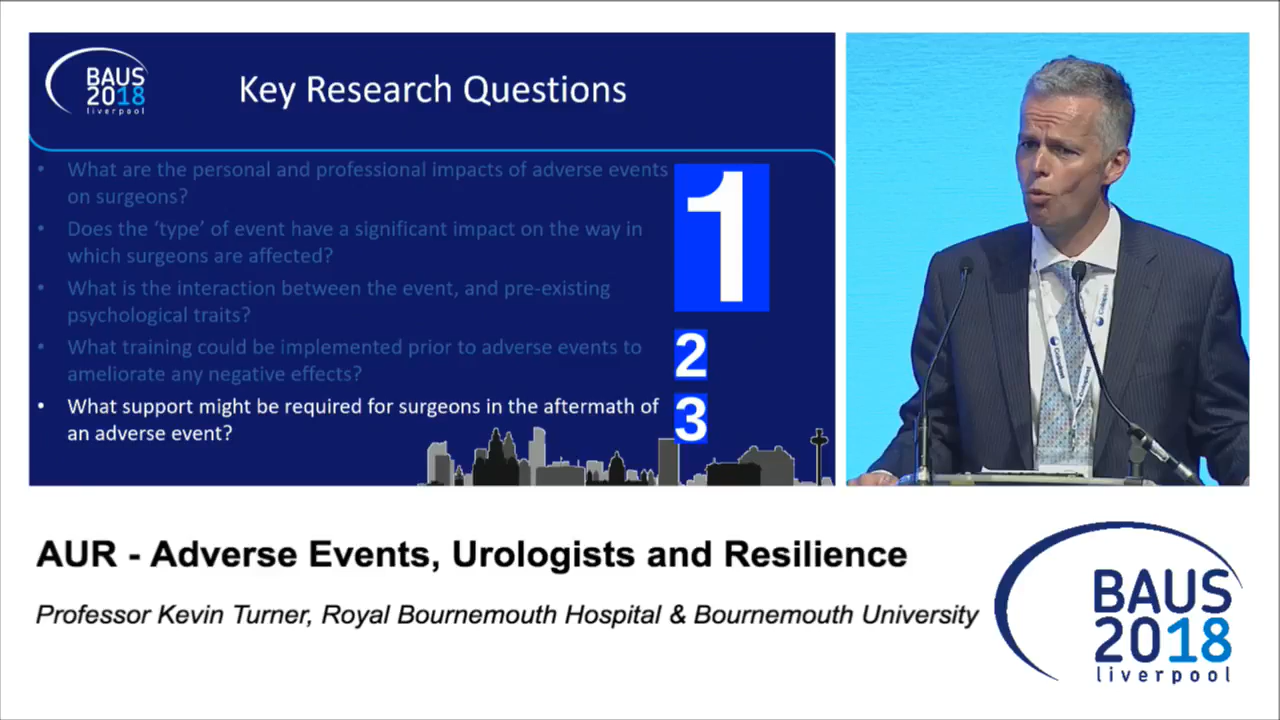 BAUS
2018
liverpool
Key Research Questions
• What are the personal and professional impacts of adverse events
on surgeons?
• Does the ‘type’ of event have a significant impact on the way in
which surgeons are affected?
• What is the interaction between the event, and pre-existing
psychological traits?
• What training could be implemented prior to adverse events to
ameliorate any negative effects?
• What support might be required for surgeons in the aftermath of
an adverse event?
1
2
3
Coloplast
Coloplast
AUR - Adverse Events, Urologists and Resilience
Professor Kevin Turner, Royal Bournemouth Hospital & Bournemouth University
BAUS
2018
liverpool